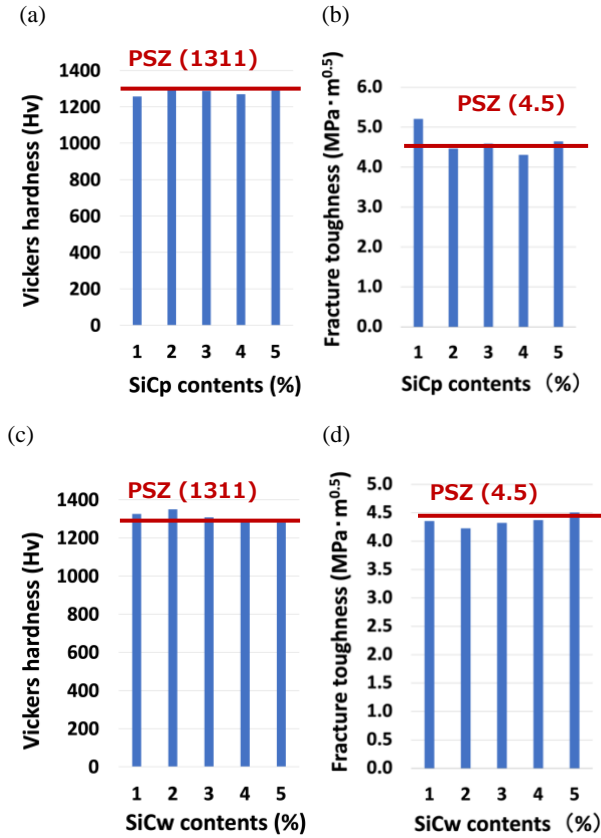 (a)
PSZ (1311)
Vickers hardness (Hv)
1400
1200
1000
800
600
400
200
0
1 2 3 4 5
SiCp contents (%)
(b)
PSZ (4.5)
Fracture toughness (MPa・m^0.5)
6.0
5.0
4.0
3.0
2.0
1.0
0.0
1 2 3 4 5
SiCp contents （%）
(c)
PSZ (1311)
Vickers hardness (Hv)
1400
1200
1000
800
600
400
200
0
1 2 3 4 5
SiCw contents (%)
(d)
PSZ (4.5)
Fracture toughness (MPa・m^0.5)
5.0
4.5
4.0
3.5
3.0
2.5
2.0
1.5
1.0
0.5
0.0
1 2 3 4 5
SiCw contents （%）